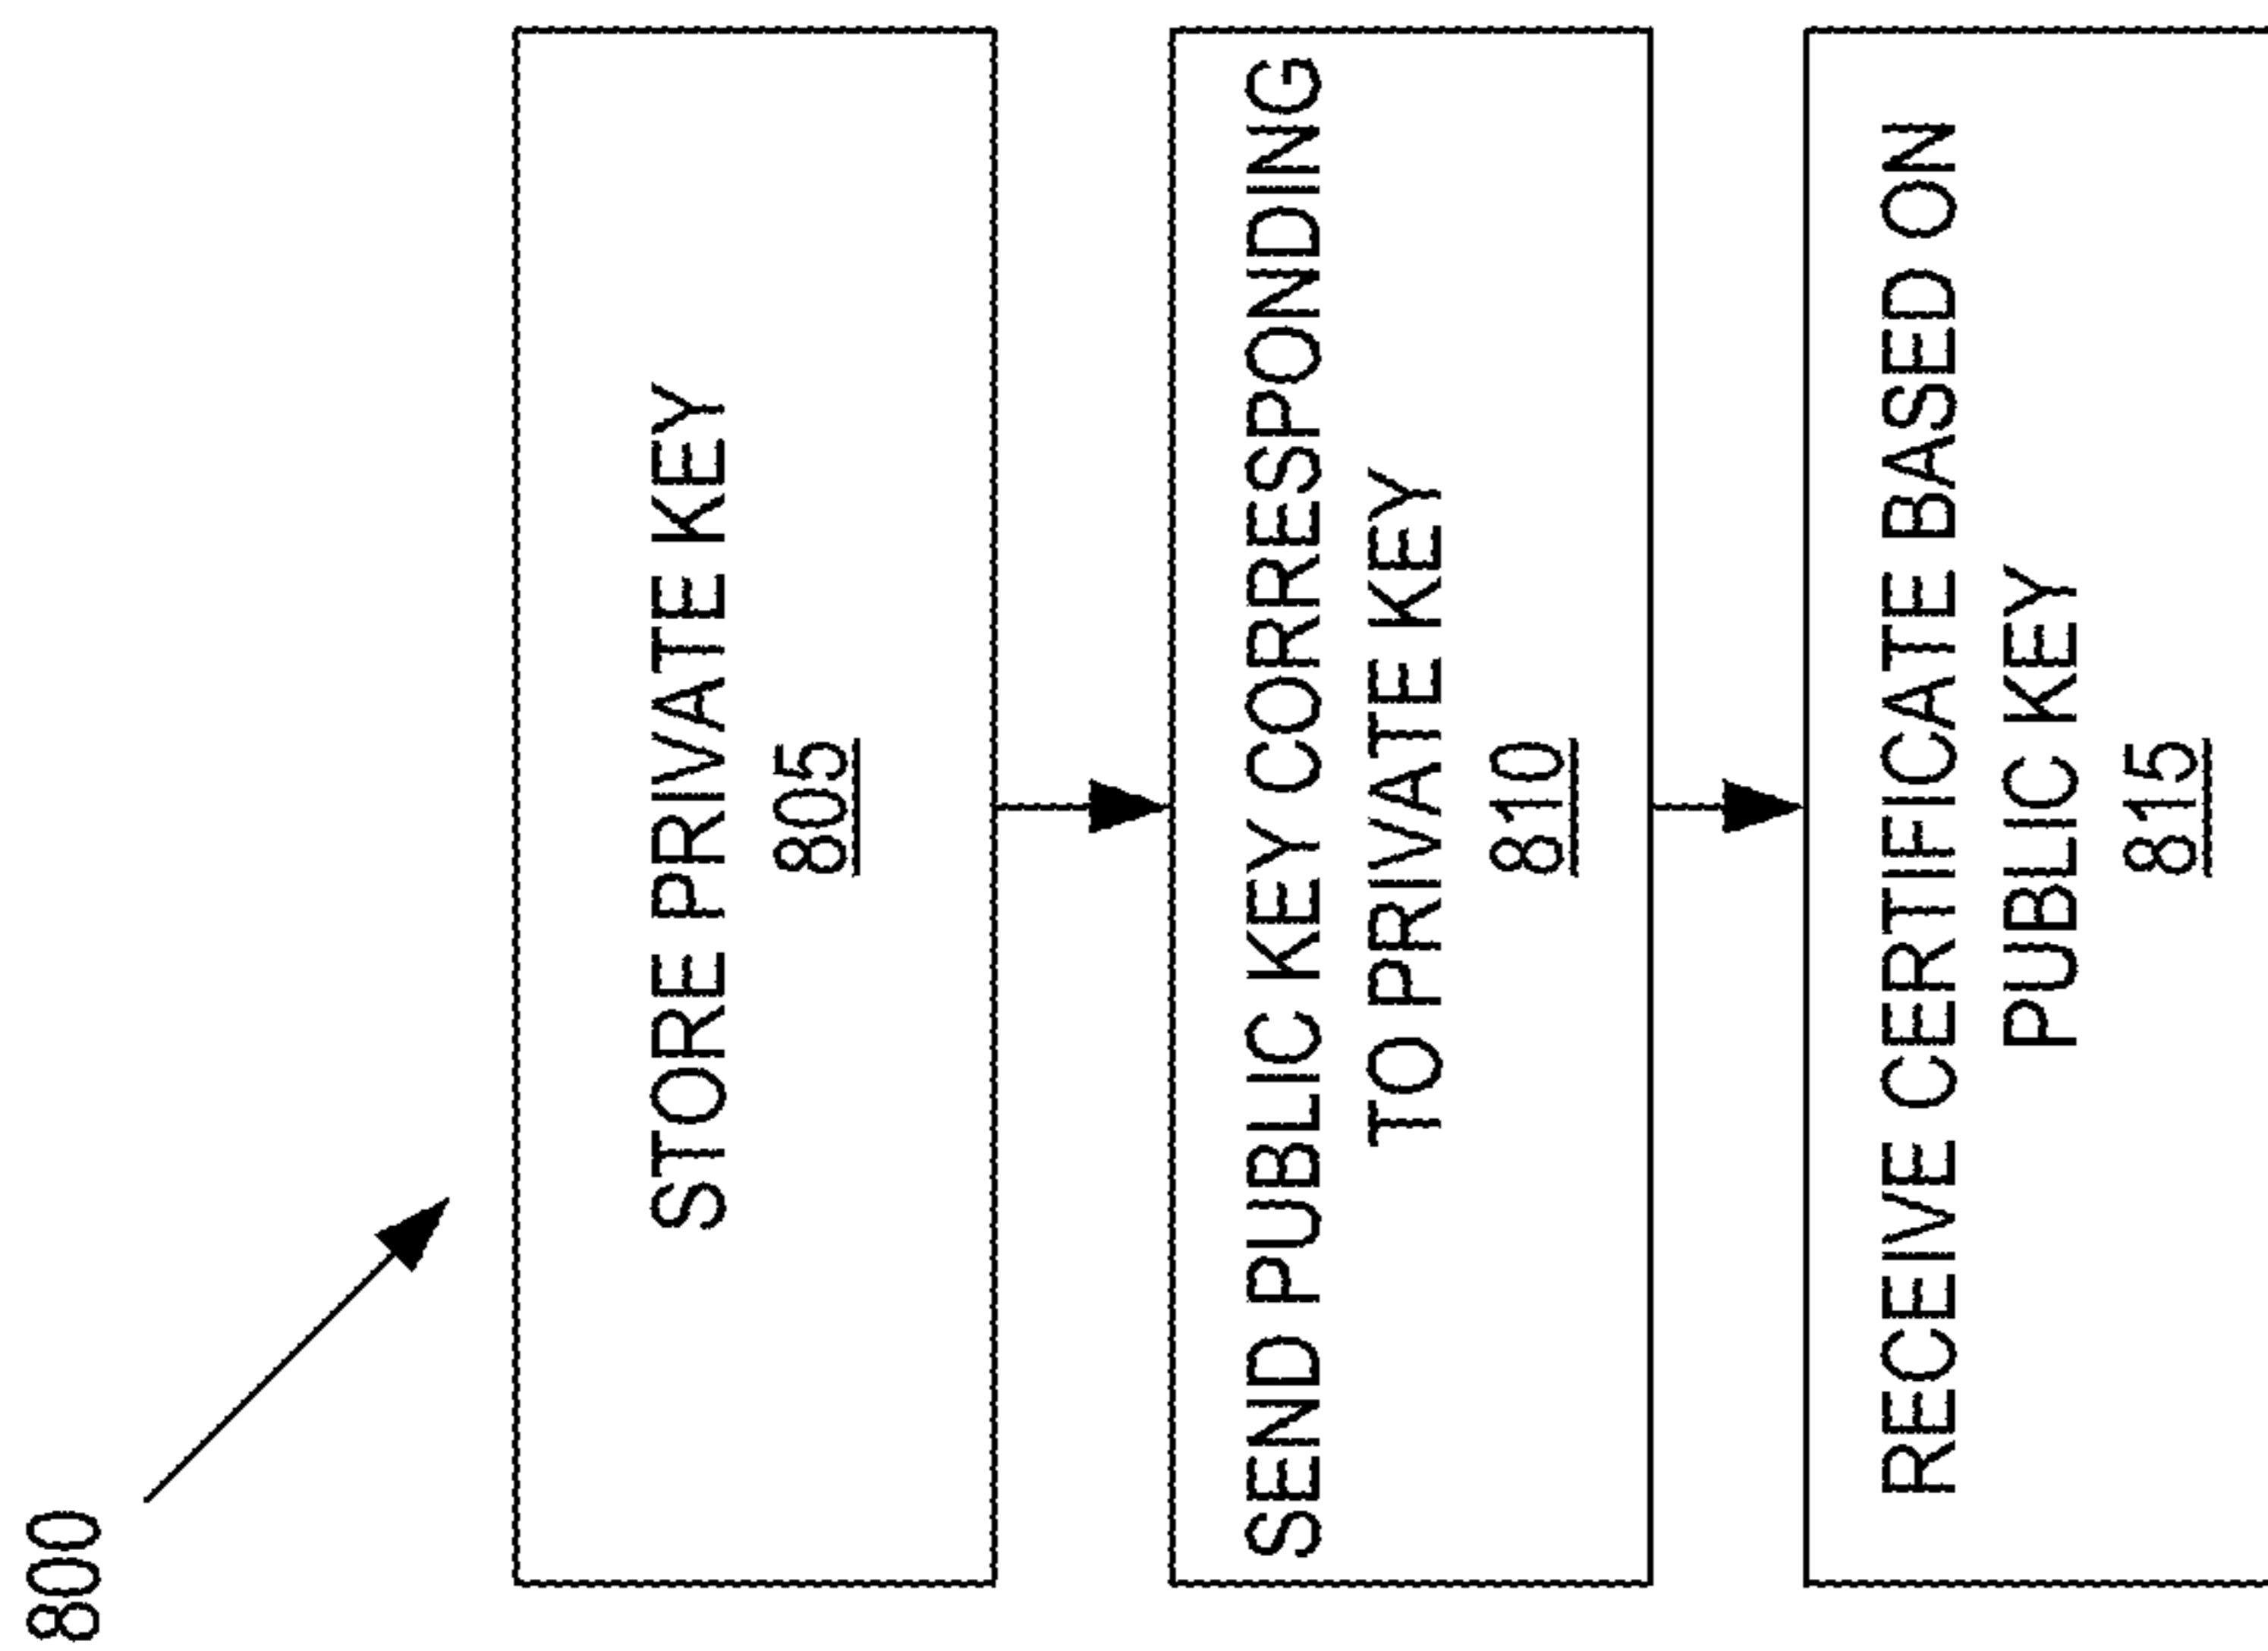 800
STORE PRIVATE KEY
805
SEND PUBLIC KEY CORRESPONDING
TO PRIVATE KEY
810
RECEIVE CERTIFICATE BASED ON
PUBLIC KEY
815